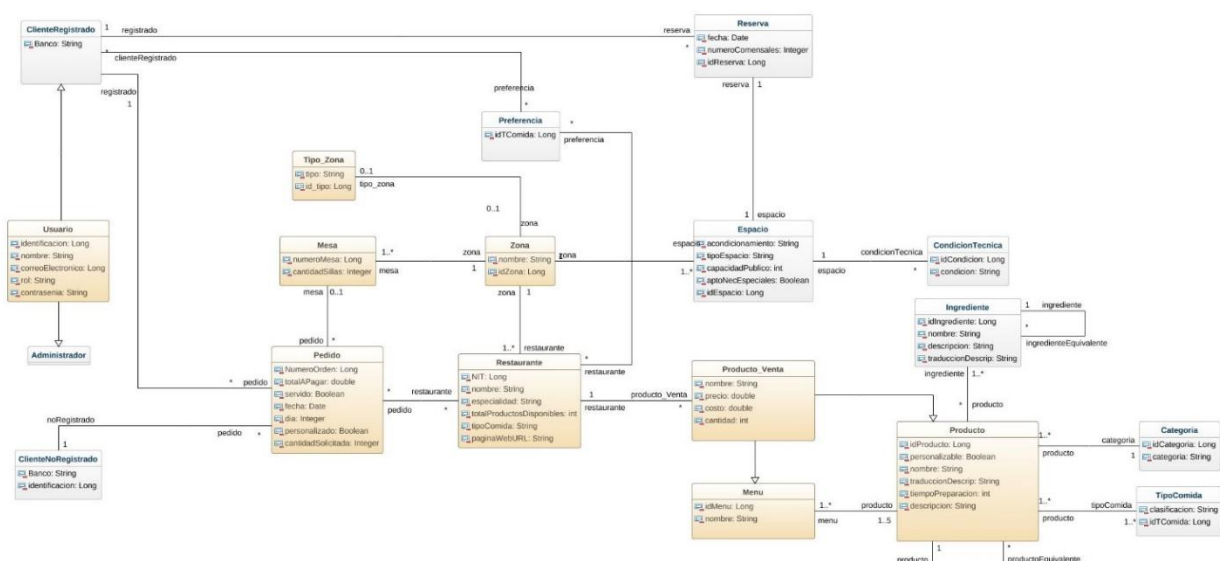 ClienteRegistrado
Banco: String
1
registrado
reserva
*
Reserva
fecha: Date
numeroComensales: Integer
idReserva: Long
*
clienteRegistrado
registrado
1
reserva
1
preferencia
*
Preferencia
idTComida: Long
*
preferencia
Tipo_Zona
tipo: String
id_tipo: Long
0..1
tipo_zona
0..1
zona
Usuario
identificacion: Long
nombre: String
correoElectronico: Long
rol: String
contrasenia: String
Mesa
numeroMesa: Long
cantidadSillas: Integer
1..*
mesa
zona
1
Zona
nombre: String
idZona: Long
zona
1
espacio
1..*
1
espacio
Espacio
acondicionamiento: String
tipoEspacio: String
capacidadPublico: int
aptoNecEspeciales: Boolean
idEspacio: Long
1
espacio
condicionTecnica
*
CondicionTecnica
idCondicion: Long
condicion: String
mesa
0..1
zona
1
Ingrediente
idIngrediente: Long
nombre: String
descripcion: String
traduccionDescrip: String
1
ingrediente
*
ingredienteEquivalente
Administrador
pedido
*
1..*
restaurante
*
restaurante
Pedido
NumeroOrden: Long
totalAPagar: double
servido: Boolean
fecha: Date
dia: Integer
personalizado: Boolean
cantidadSolicitada: Integer
*
pedido
*
pedido
restaurante
*
Restaurante
NIT: Long
nombre: String
especialidad: String
totalProductosDisponibles: int
tipoComida: String
paginaWebURL: String
1
restaurante
producto_Venta
*
Producto_Venta
nombre: String
precio: double
costo: double
cantidad: int
ingrediente
1..*
*
producto
noRegistrado
1
pedido
*
ClienteNoRegistrado
Banco: String
identificacion: Long
Producto
idProducto: Long
personalizable: Boolean
nombre: String
traduccionDescrip: String
tiempoPreparacion: int
descripcion: String
1..*
producto
categoria
1
Categoria
idCategoria: Long
categoria: String
Menu
idMenu: Long
nombre: String
1..*
menu
producto
1..5
1..*
producto
tipoComida
1..*
TipoComida
clasificacion: String
idTComida: Long
1
producto
*
productoEquivalente